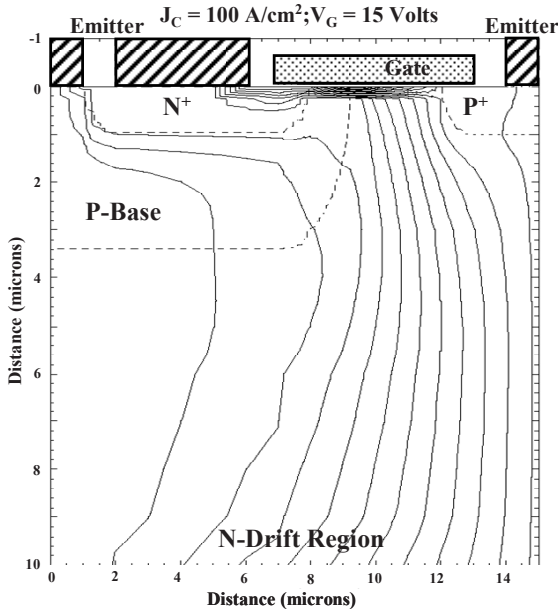 J_C = 100 A/cm²;V_G = 15 Volts
Emitter
Emitter
-1
Gate
0
N⁺
P⁺
2
P-Base
4
6
8
N-Drift Region
10
0 2 4 6 8 10 12 14
Distance (microns)
Distance (microns)